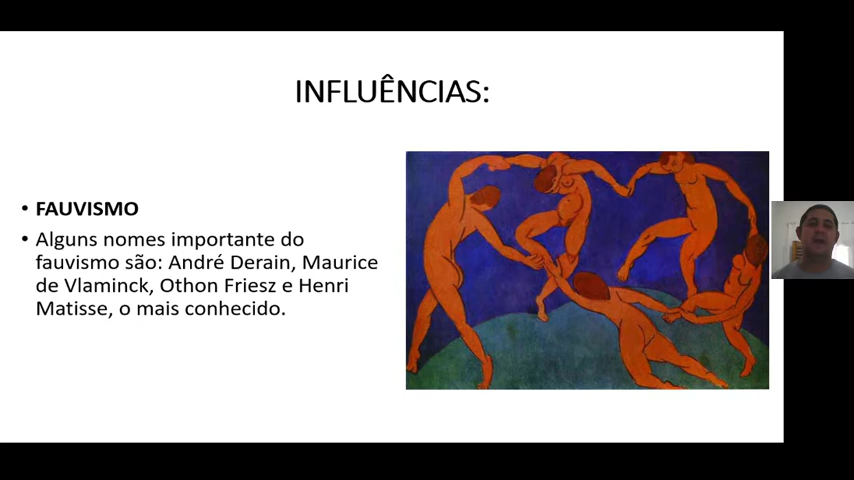 INFLUÊNCIAS:
• FAUVISMO
• Alguns nomes importante do
fauvismo são: André Derain, Maurice
de Vlaminck, Othon Friesz e Henri
Matisse, o mais conhecido.